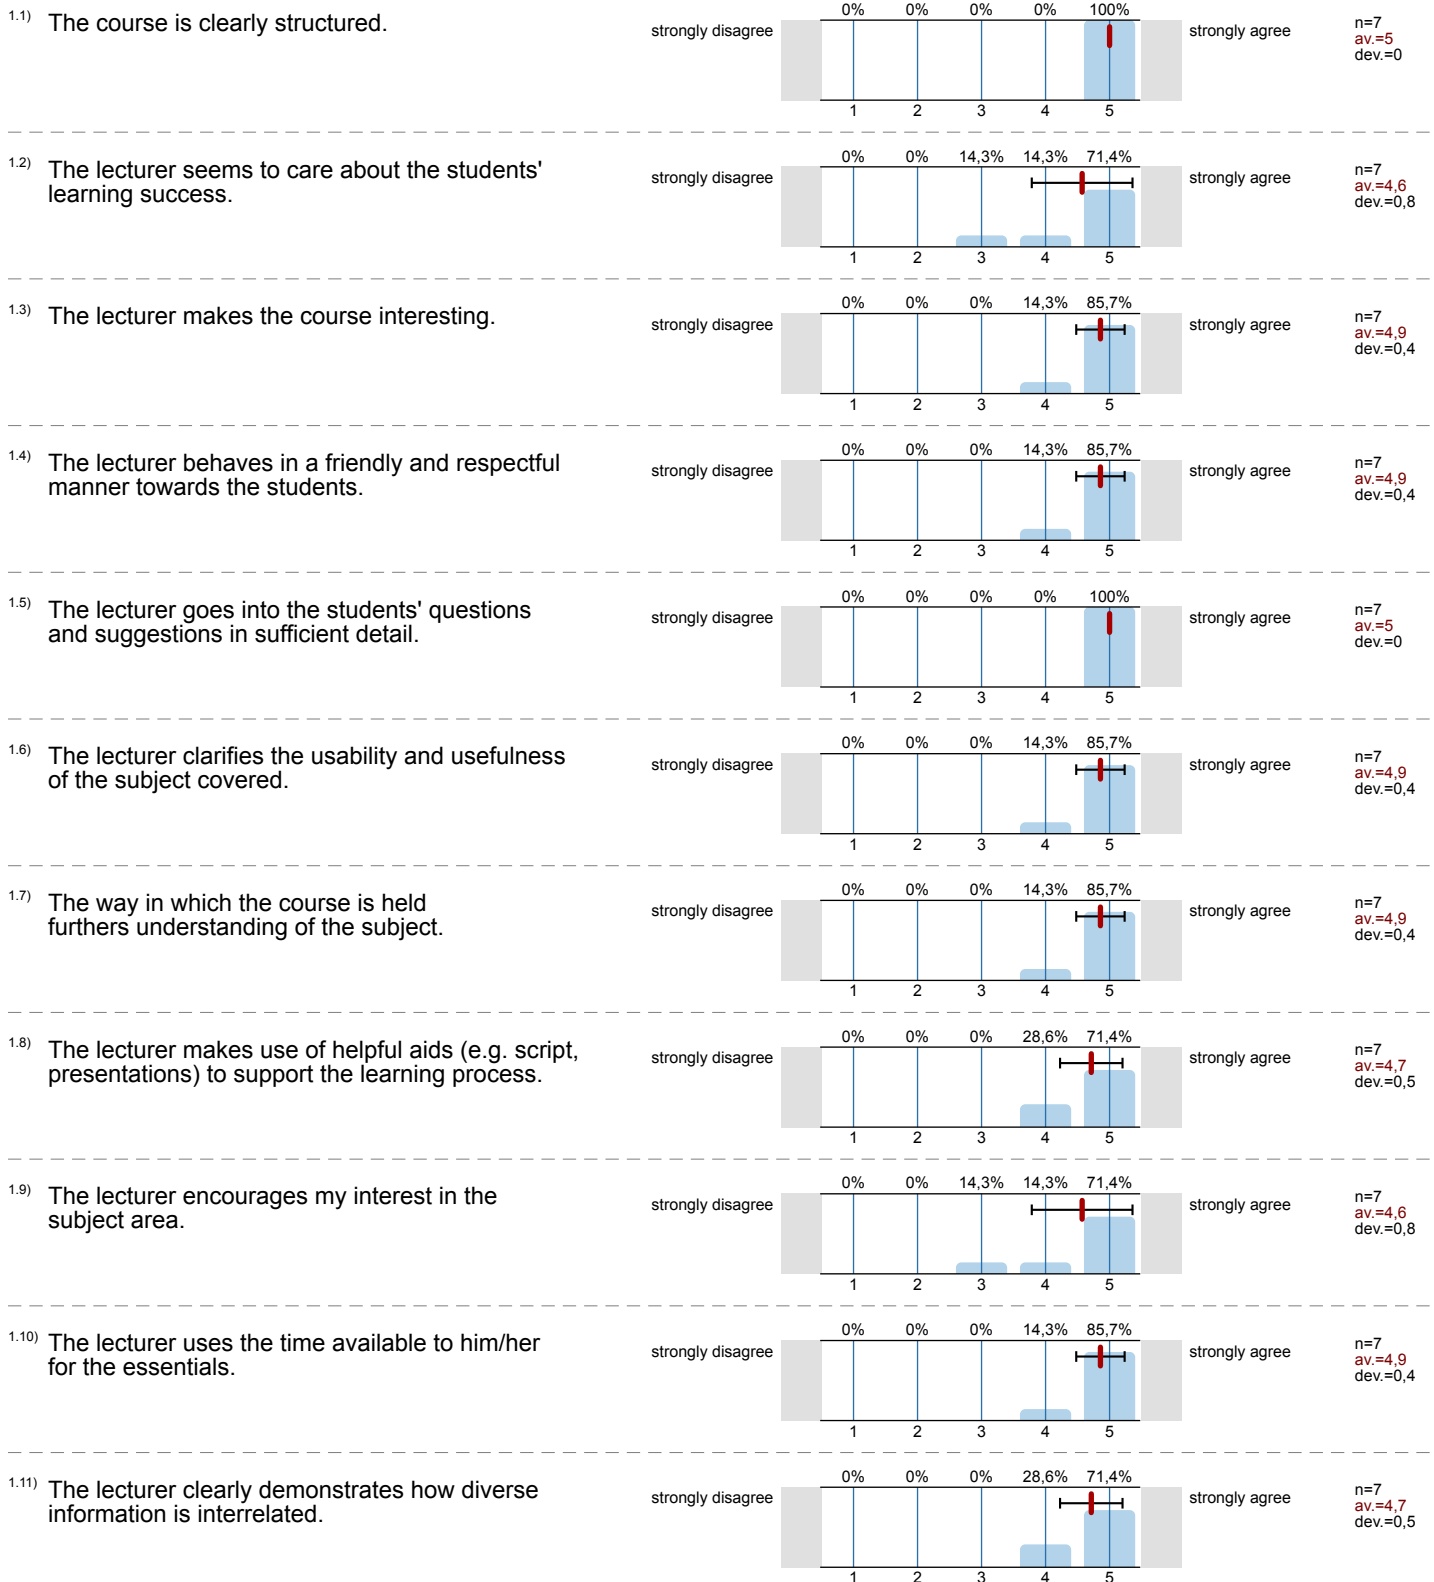 1.1) The course is clearly structured.
strongly disagree
0% 0% 0% 0% 100%
1 2 3 4 5
strongly agree
n=7
av.=5
dev.=0
1.2) The lecturer seems to care about the students'
learning success.
strongly disagree
0% 0% 14,3% 14,3% 71,4%
1 2 3 4 5
strongly agree
n=7
av.=4,6
dev.=0,8
1.3) The lecturer makes the course interesting.
strongly disagree
0% 0% 0% 14,3% 85,7%
1 2 3 4 5
strongly agree
n=7
av.=4,9
dev.=0,4
1.4) The lecturer behaves in a friendly and respectful
manner towards the students.
strongly disagree
0% 0% 0% 14,3% 85,7%
1 2 3 4 5
strongly agree
n=7
av.=4,9
dev.=0,4
1.5) The lecturer goes into the students' questions
and suggestions in sufficient detail.
strongly disagree
0% 0% 0% 0% 100%
1 2 3 4 5
strongly agree
n=7
av.=5
dev.=0
1.6) The lecturer clarifies the usability and usefulness
of the subject covered.
strongly disagree
0% 0% 0% 14,3% 85,7%
1 2 3 4 5
strongly agree
n=7
av.=4,9
dev.=0,4
1.7) The way in which the course is held
furthers understanding of the subject.
strongly disagree
0% 0% 0% 14,3% 85,7%
1 2 3 4 5
strongly agree
n=7
av.=4,9
dev.=0,4
1.8) The lecturer makes use of helpful aids (e.g. script,
presentations) to support the learning process.
strongly disagree
0% 0% 0% 28,6% 71,4%
1 2 3 4 5
strongly agree
n=7
av.=4,7
dev.=0,5
1.9) The lecturer encourages my interest in the
subject area.
strongly disagree
0% 0% 14,3% 14,3% 71,4%
1 2 3 4 5
strongly agree
n=7
av.=4,6
dev.=0,8
1.10) The lecturer uses the time available to him/her
for the essentials.
strongly disagree
0% 0% 0% 14,3% 85,7%
1 2 3 4 5
strongly agree
n=7
av.=4,9
dev.=0,4
1.11) The lecturer clearly demonstrates how diverse
information is interrelated.
strongly disagree
0% 0% 0% 28,6% 71,4%
1 2 3 4 5
strongly agree
n=7
av.=4,7
dev.=0,5